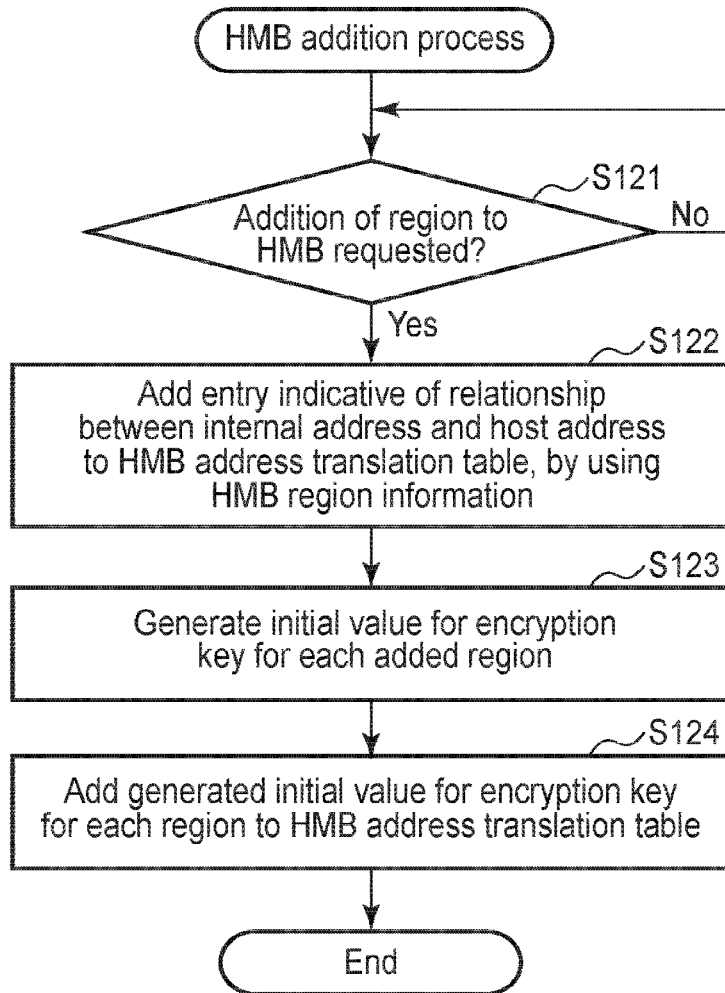 HMB addition process
S121
Addition of region to
HMB requested?
No
Yes
S122
Add entry indicative of relationship
between internal address and host address
to HMB address translation table, by using
HMB region information
S123
Generate initial value for encryption
key for each added region
S124
Add generated initial value for encryption key
for each region to HMB address translation table
End